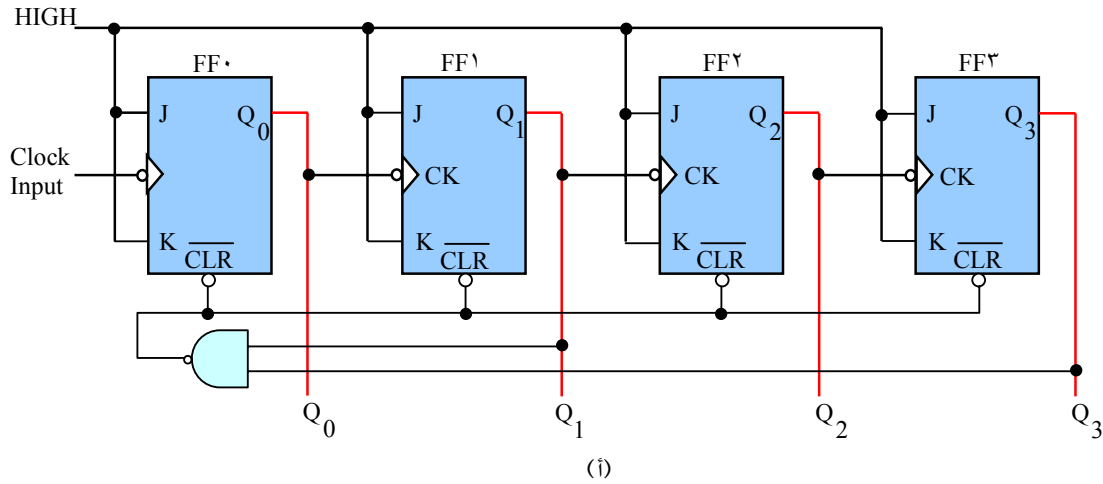 HIGH
FF٠ FF١ FF٢ FF٣
J Q0 J Q1 J Q2 J Q3
Clock
Input
CK CK CK
K CLR K CLR K CLR K CLR
Q0 Q1 Q2 Q3
(أ)